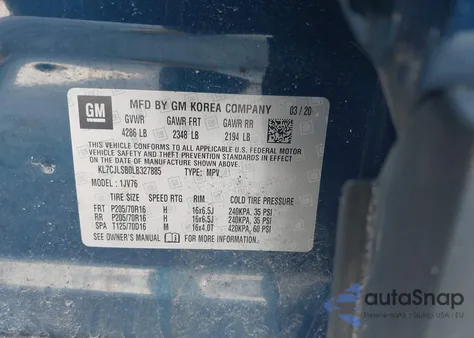 GM
MFD BY GM KOREA COMPANY 03/20
GVWR GAWR FRT GAWR RR
4286 LB 2348 LB 2194 LB
THIS VEHICLE CONFORMS TO ALL APPLICABLE U.S. FEDERAL MOTOR
VEHICLE SAFETY AND THEFT PREVENTION STANDARDS IN EFFECT ON THE
DATE OF MANUFACTURE SHOWN ABOVE.
KL7CJLSB0LB327885 TYPE: MPV
MODEL: 1JV76
TIRE SIZE SPEED RTG RIM COLD TIRE PRESSURE
FRT P205/70R16 H 16x6.5J 240KPA, 35 PSI
RR P205/70R16 H 16x6.5J 240KPA, 35 PSI
SPA T125/70D16 M 16x4.0T 420KPA, 60 PSI
SEE OWNER'S MANUAL FOR MORE INFORMATION.
autoSnap